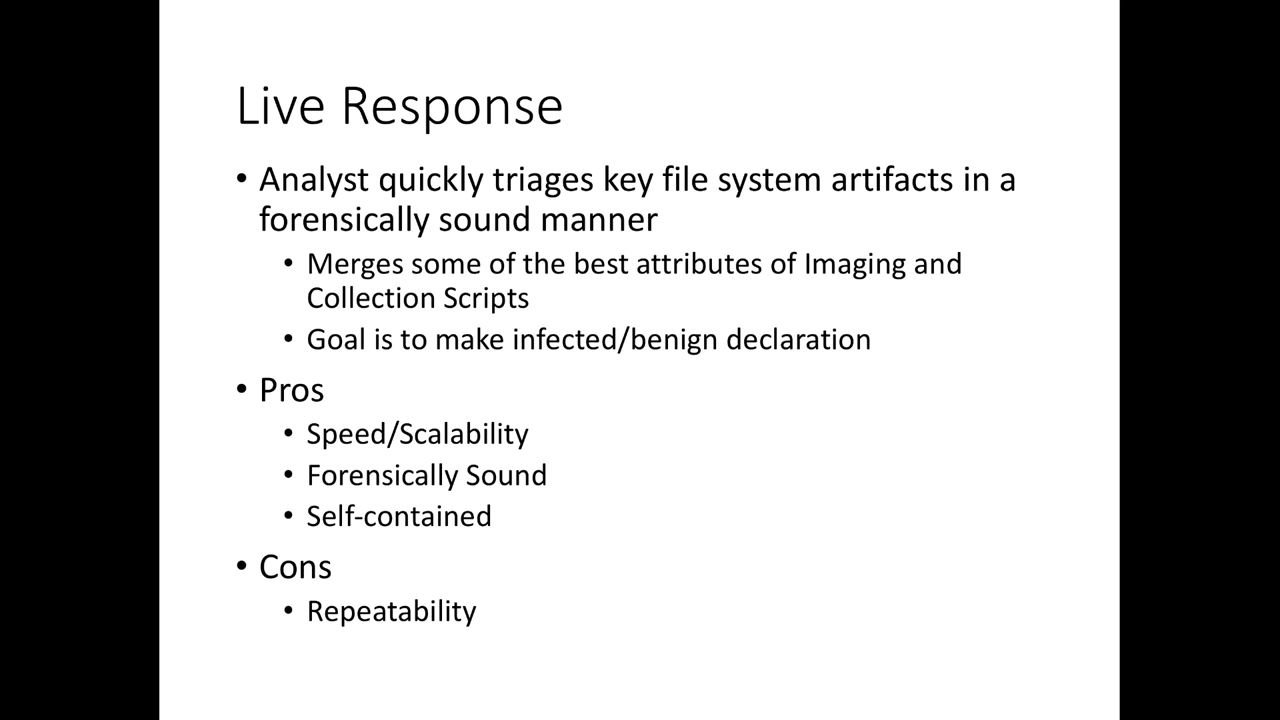 Live Response
• Analyst quickly triages key file system artifacts in a
forensically sound manner
• Merges some of the best attributes of Imaging and
Collection Scripts
• Goal is to make infected/benign declaration
• Pros
• Speed/Scalability
• Forensically Sound
• Self-contained
• Cons
• Repeatability